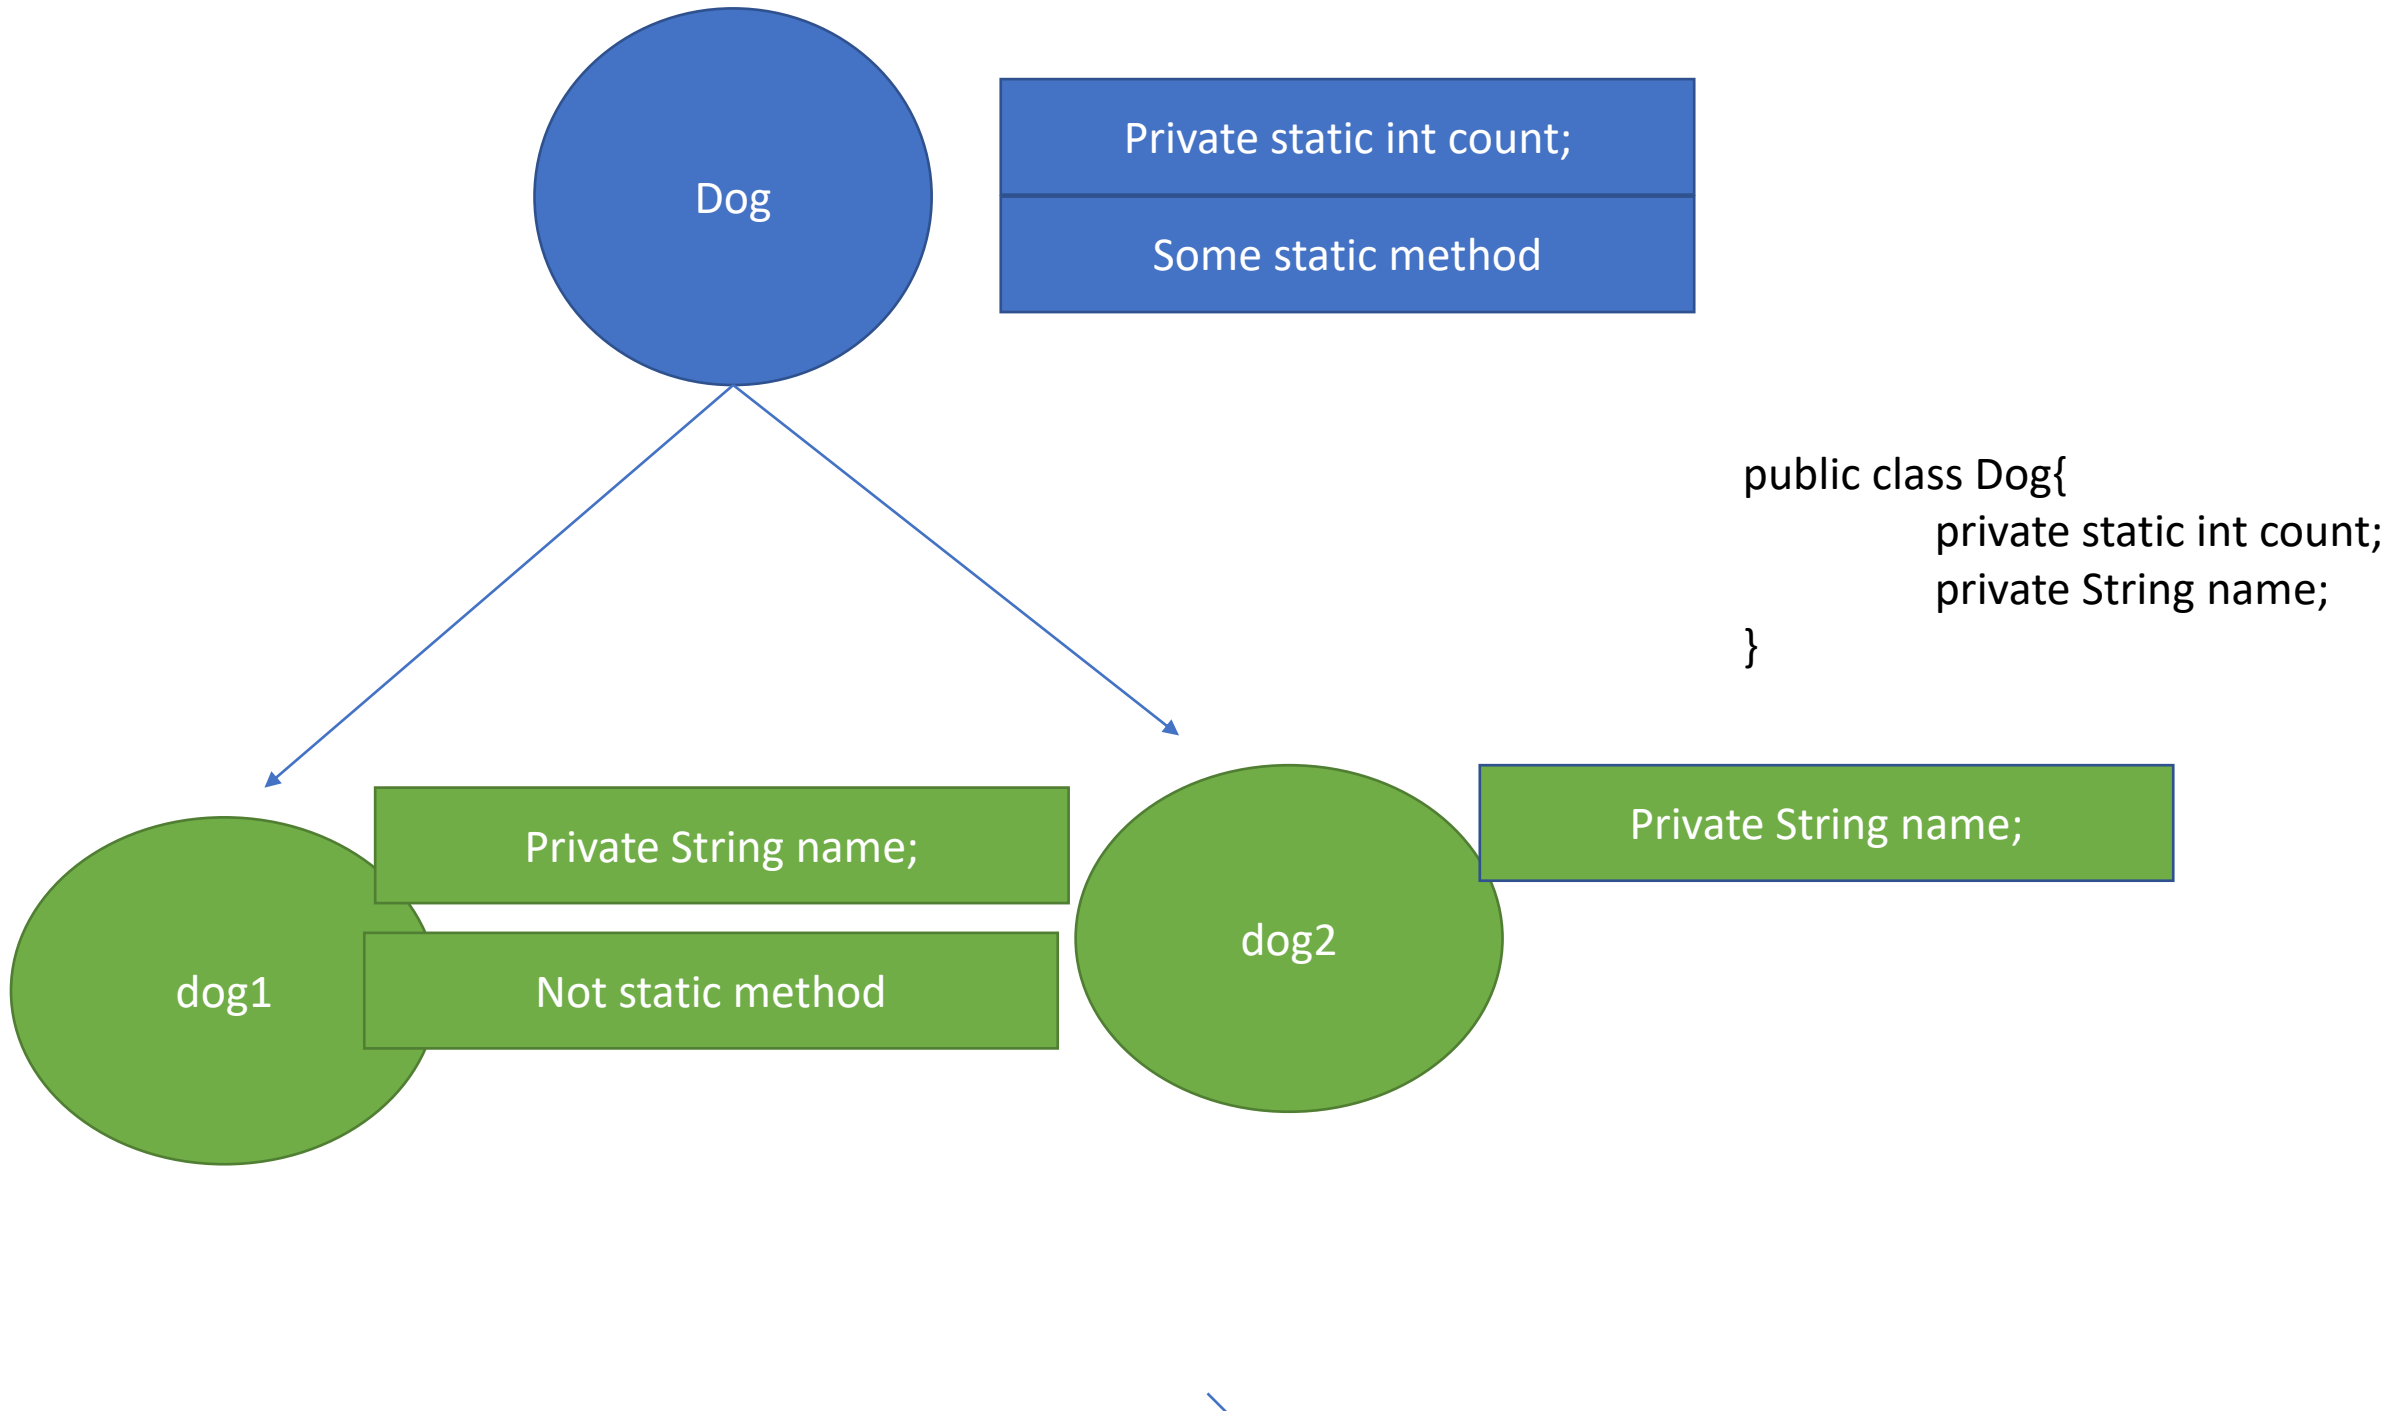 Dog
Private static int count;
Some static method
public class Dog{
private static int count;
private String name;
}
Private String name;
Not static method
dog1
dog2
Private String name;